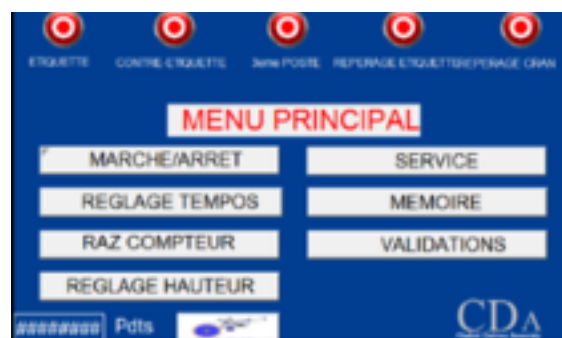 ETIQUETTE CONTRE-ETIQUETTE 3eme POSTE REPERAGE ETIQUETTE REPERAGE CRAN
MENU PRINCIPAL
MARCHE/ARRET SERVICE
REGLAGE TEMPOS MEMOIRE
RAZ COMPTEUR VALIDATIONS
REGLAGE HAUTEUR
######## Pdts CDA